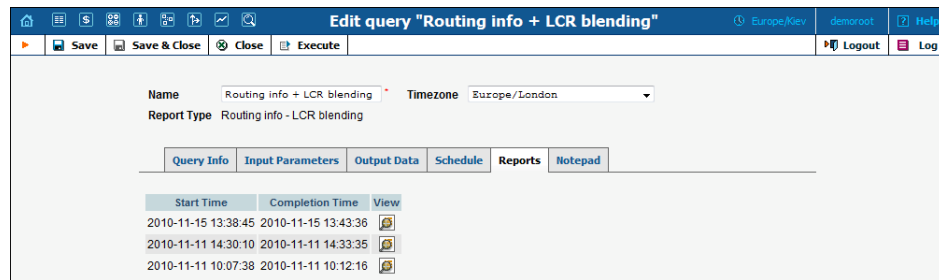 Edit query "Routing info + LCR blending" Europe/Kiev demoroot Help
Save Save & Close Close Execute Logout Log
Name Routing info + LCR blending * Timezone Europe/London
Report Type Routing info - LCR blending
Query Info Input Parameters Output Data Schedule Reports Notepad
Start Time Completion Time View
2010-11-15 13:38:45 2010-11-15 13:43:36
2010-11-11 14:30:10 2010-11-11 14:33:35
2010-11-11 10:07:38 2010-11-11 10:12:16